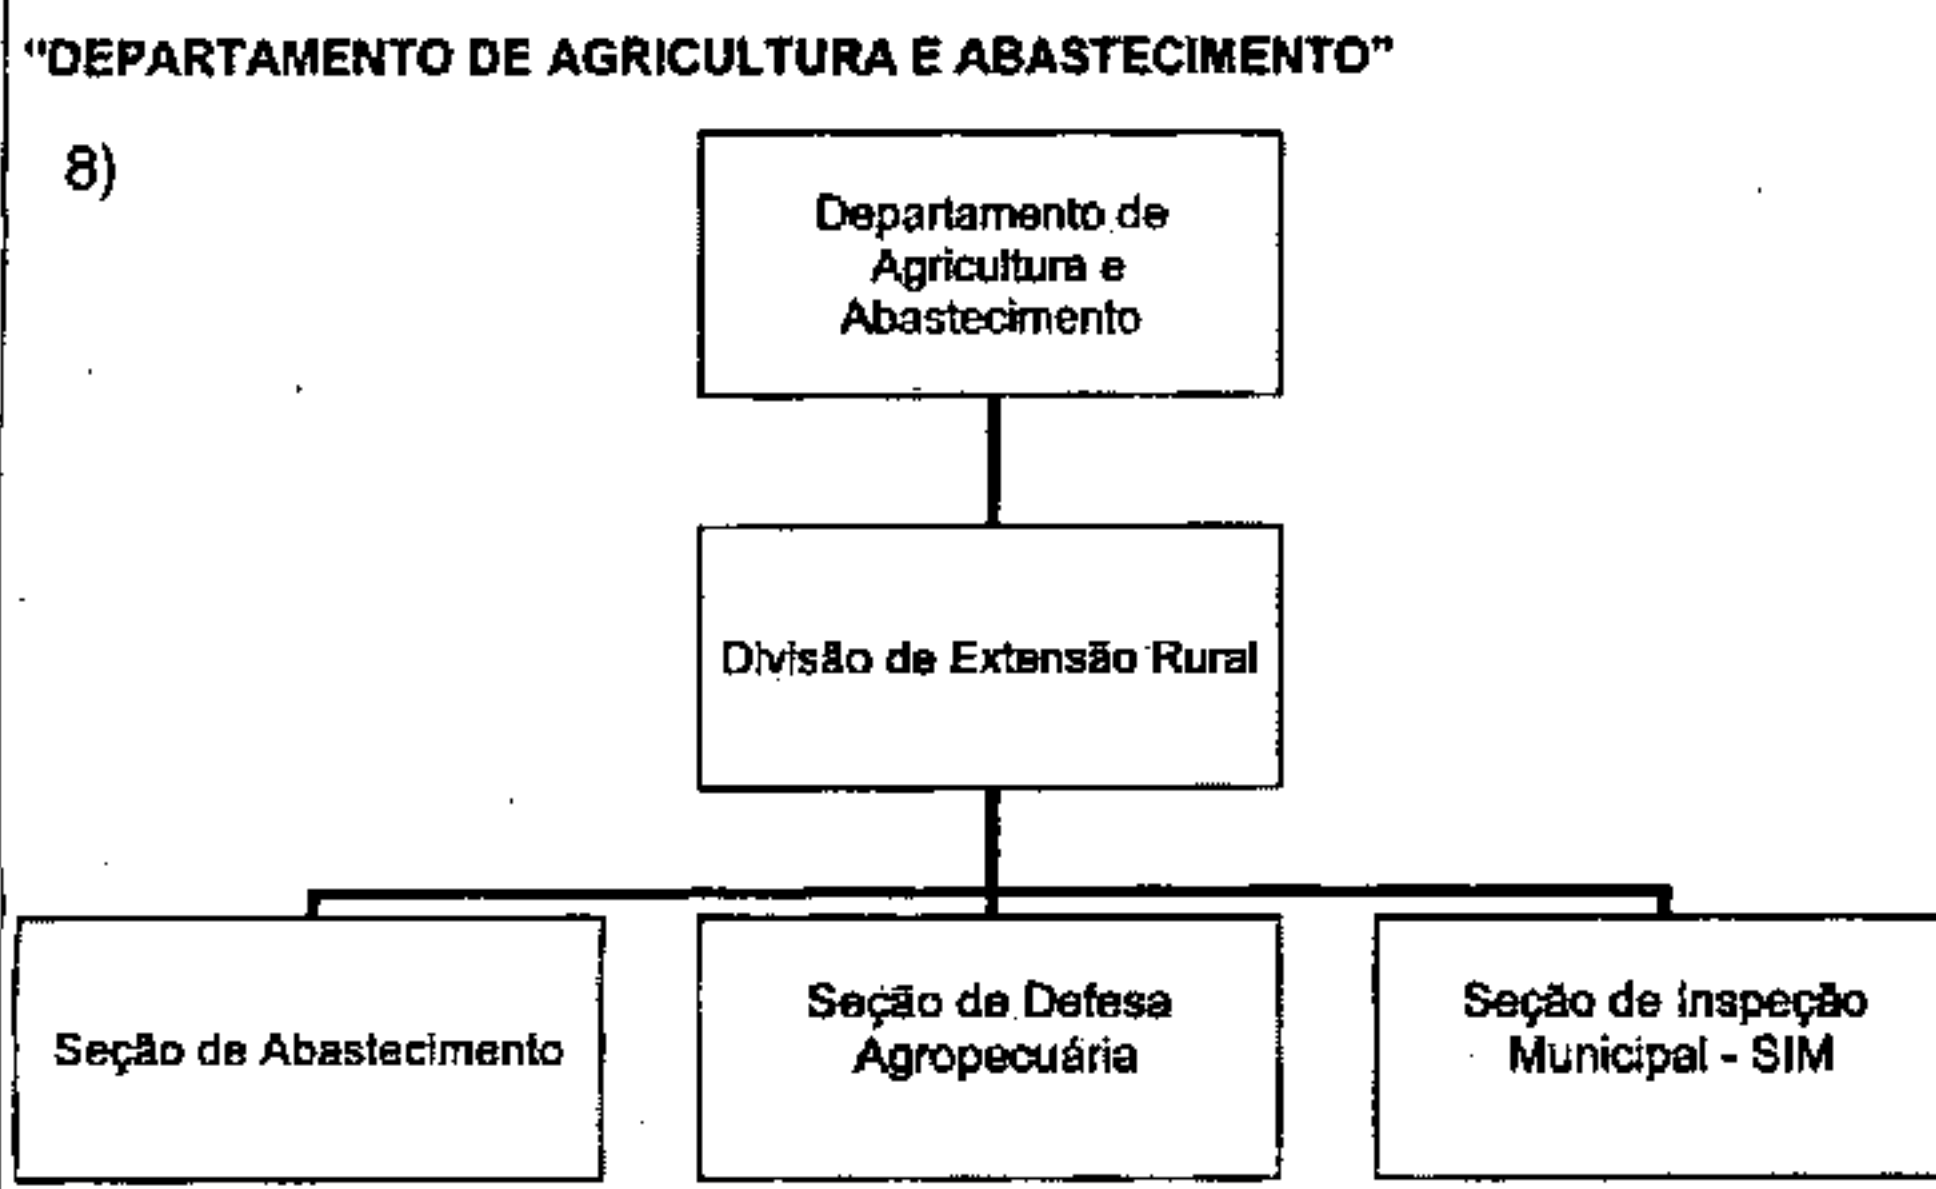 "DEPARTAMENTO DE AGRICULTURA E ABASTECIMENTO"
8)
Departamento de
Agricultura e
Abastecimento
Divisão de Extensão Rural
Seção de Abastecimento
Seção de Defesa
Agropecuária
Seção de Inspeção
Municipal - SIM